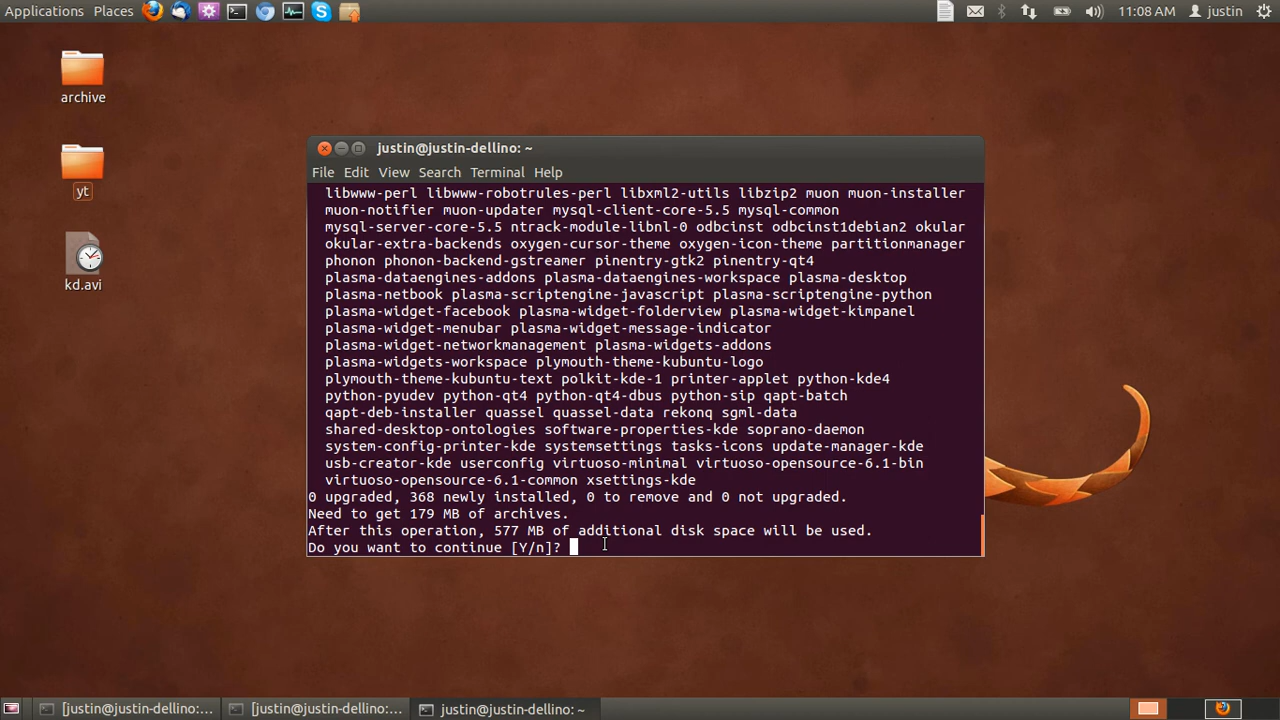 Applications Places 11:08 AM justin
archive
yt
kd.avi
justin@justin-dellino: ~
File Edit View Search Terminal Help
libwww-perl libwww-robotrules-perl libxml2-utils libzip2 muon muon-installer
muon-notifier muon-updater mysql-client-core-5.5 mysql-common
mysql-server-core-5.5 ntrack-module-libnl-0 odbcinst odbcinst1debian2 okular
okular-extra-backends oxygen-cursor-theme oxygen-icon-theme partitionmanager
phonon phonon-backend-gstreamer pinentry-gtk2 pinentry-qt4
plasma-dataengines-addons plasma-dataengines-workspace plasma-desktop
plasma-netbook plasma-scriptengine-javascript plasma-scriptengine-python
plasma-widget-facebook plasma-widget-folderview plasma-widget-kimpanel
plasma-widget-menubar plasma-widget-message-indicator
plasma-widget-networkmanagement plasma-widgets-addons
plasma-widgets-workspace plymouth-theme-kubuntu-logo
plymouth-theme-kubuntu-text polkit-kde-1 printer-applet python-kde4
python-pyudev python-qt4 python-qt4-dbus python-sip qapt-batch
qapt-deb-installer quassel quassel-data rekonq sgml-data
shared-desktop-ontologies software-properties-kde soprano-daemon
system-config-printer-kde systemsettings tasks-icons update-manager-kde
usb-creator-kde userconfig virtuoso-minimal virtuoso-opensource-6.1-bin
virtuoso-opensource-6.1-common xsettings-kde
0 upgraded, 368 newly installed, 0 to remove and 0 not upgraded.
Need to get 179 MB of archives.
After this operation, 577 MB of additional disk space will be used.
Do you want to continue [Y/n]?
[justin@justin-dellino:... [justin@justin-dellino:... justin@justin-dellino: ~